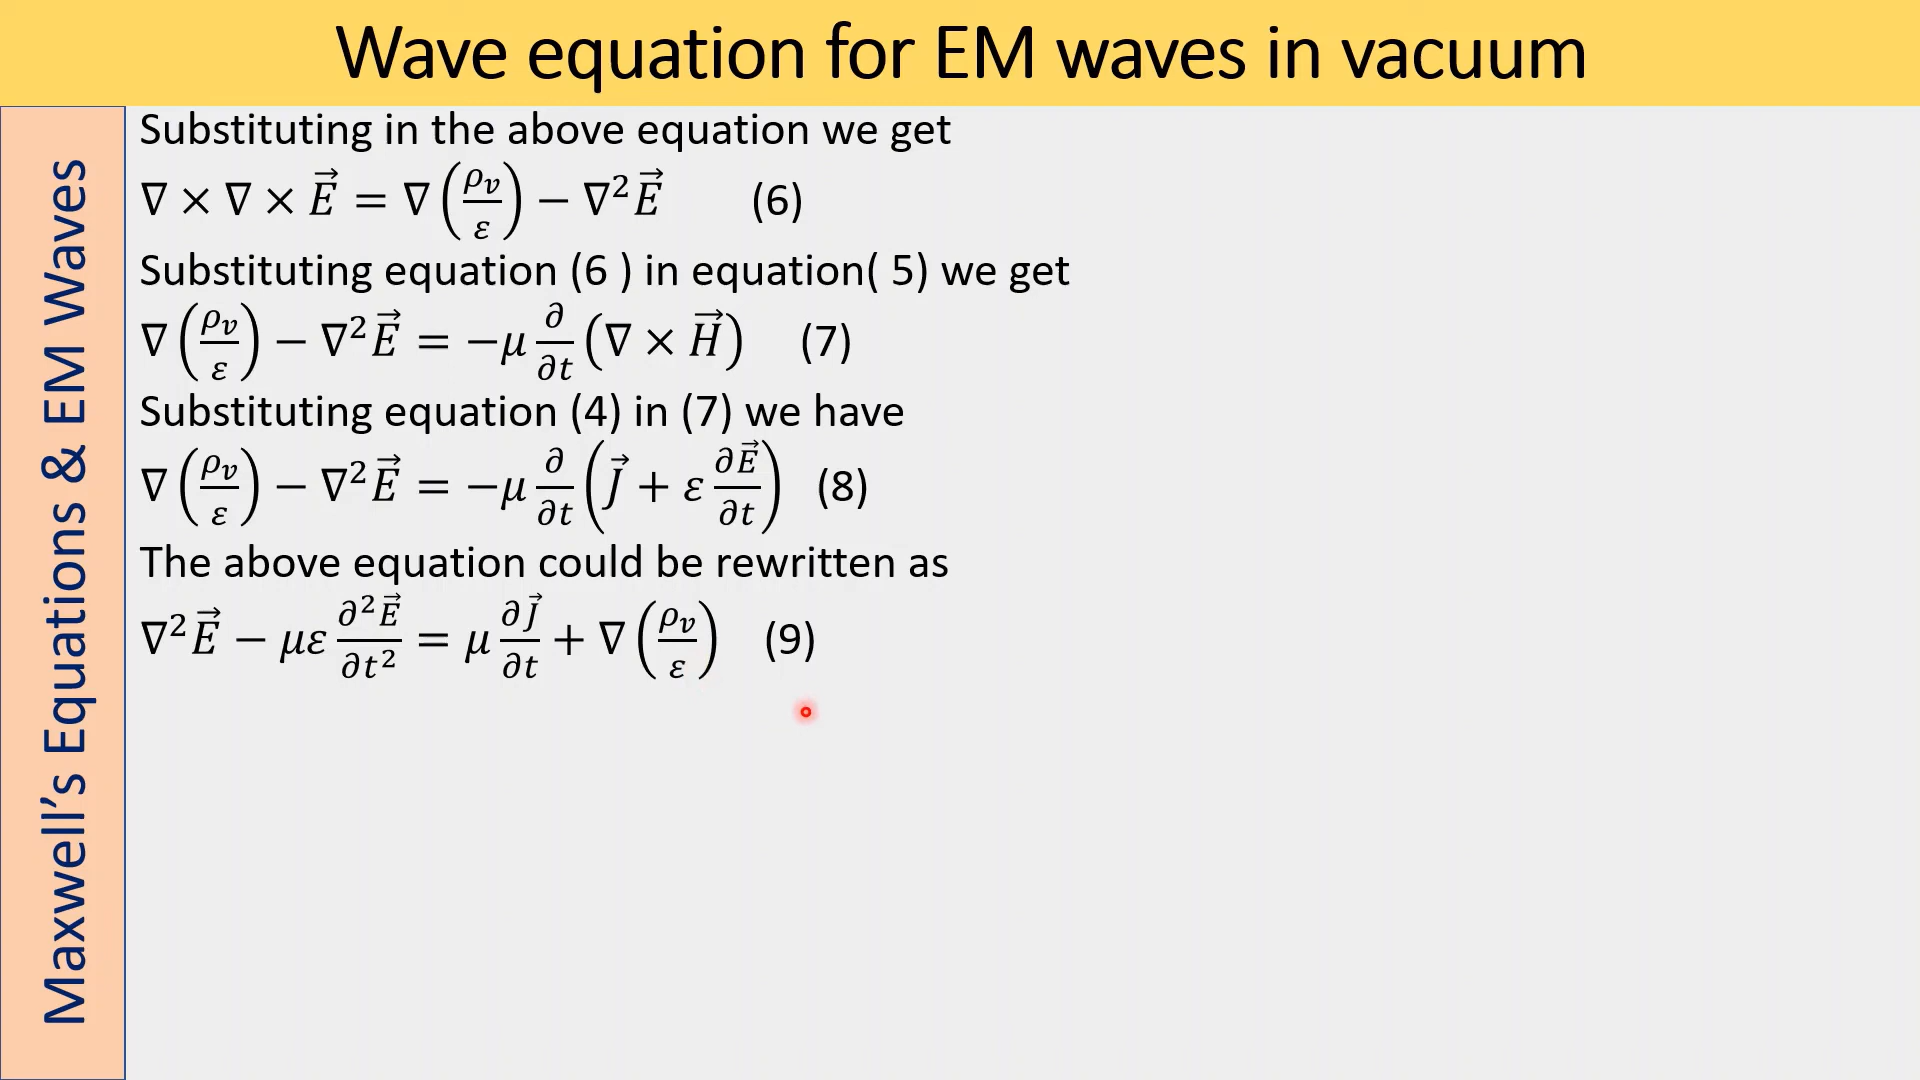 Wave equation for EM waves in vacuum
Maxwell's Equations & EM Waves
Substituting in the above equation we get
∇ × ∇ × E⃗ = ∇(ρᵥ/ε) − ∇²E⃗ (6)
Substituting equation (6 ) in equation( 5) we get
∇(ρᵥ/ε) − ∇²E⃗ = −μ ∂/∂t (∇ × H⃗) (7)
Substituting equation (4) in (7) we have
∇(ρᵥ/ε) − ∇²E⃗ = −μ ∂/∂t (J⃗ + ε ∂E⃗/∂t) (8)
The above equation could be rewritten as
∇²E⃗ − με ∂²E⃗/∂t² = μ ∂J⃗/∂t + ∇(ρᵥ/ε) (9)